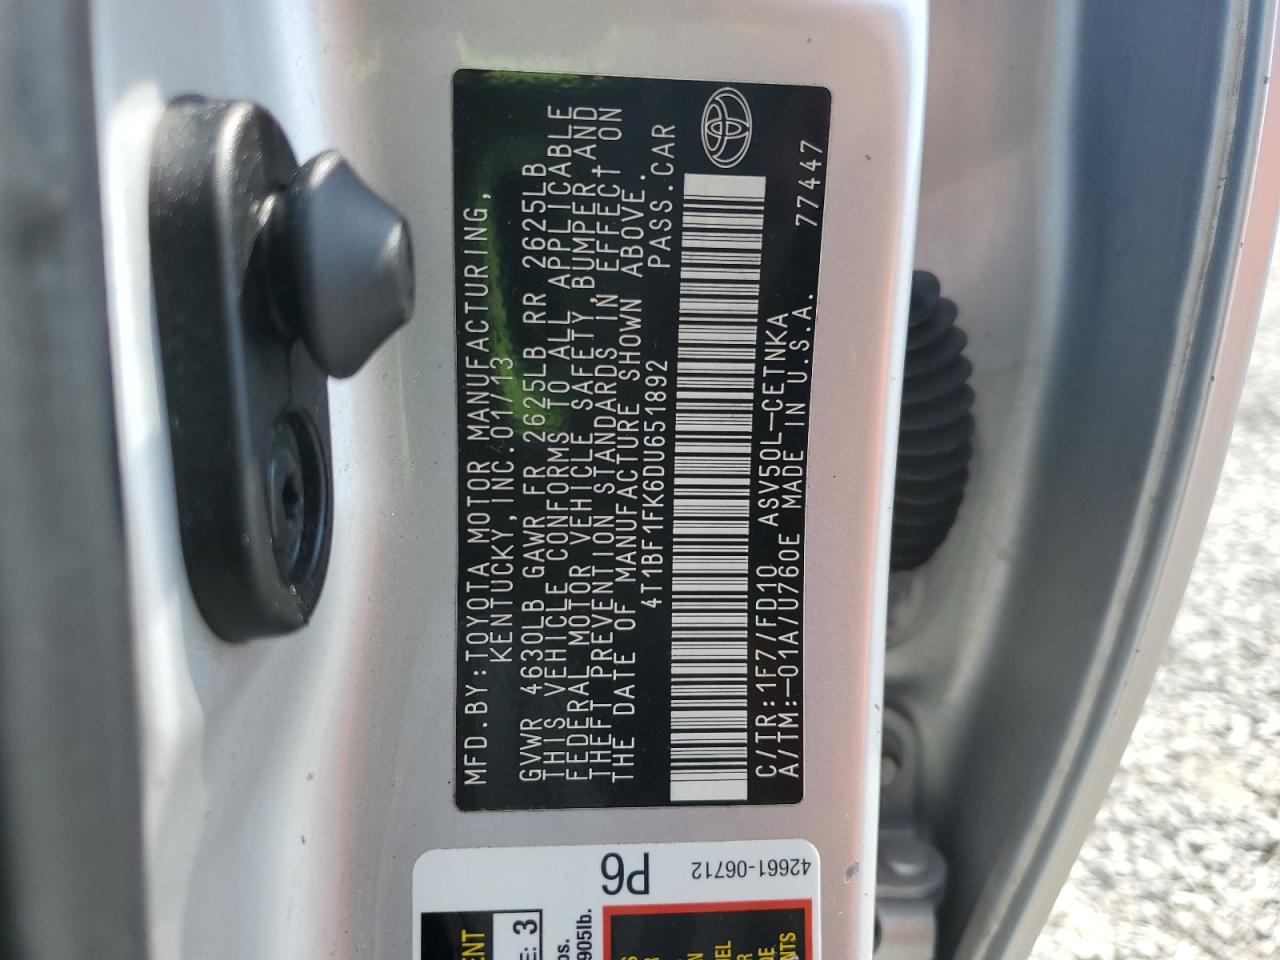 MFD.BY:TOYOTA MOTOR MANUFACTURING,
KENTUCKY,INC.01/13
GVWR 4630LB GAWR FR 2625LB RR 2625LB
THIS VEHICLE CONFORMS TO ALL APPLICABLE
FEDERAL MOTOR VEHICLE SAFETY, BUMPER, AND
THEFT PREVENTION STANDARDS IN EFFECT ON
THE DATE OF MANUFACTURE SHOWN ABOVE.
4T1BF1FK6DU651892 PASS.CAR
C/TR:1F7/FD10 ASV50L-CETNKA
A/TM:-01A/U760E MADE IN U.S.A. 77447
P6
42661-06712
3
905lb.